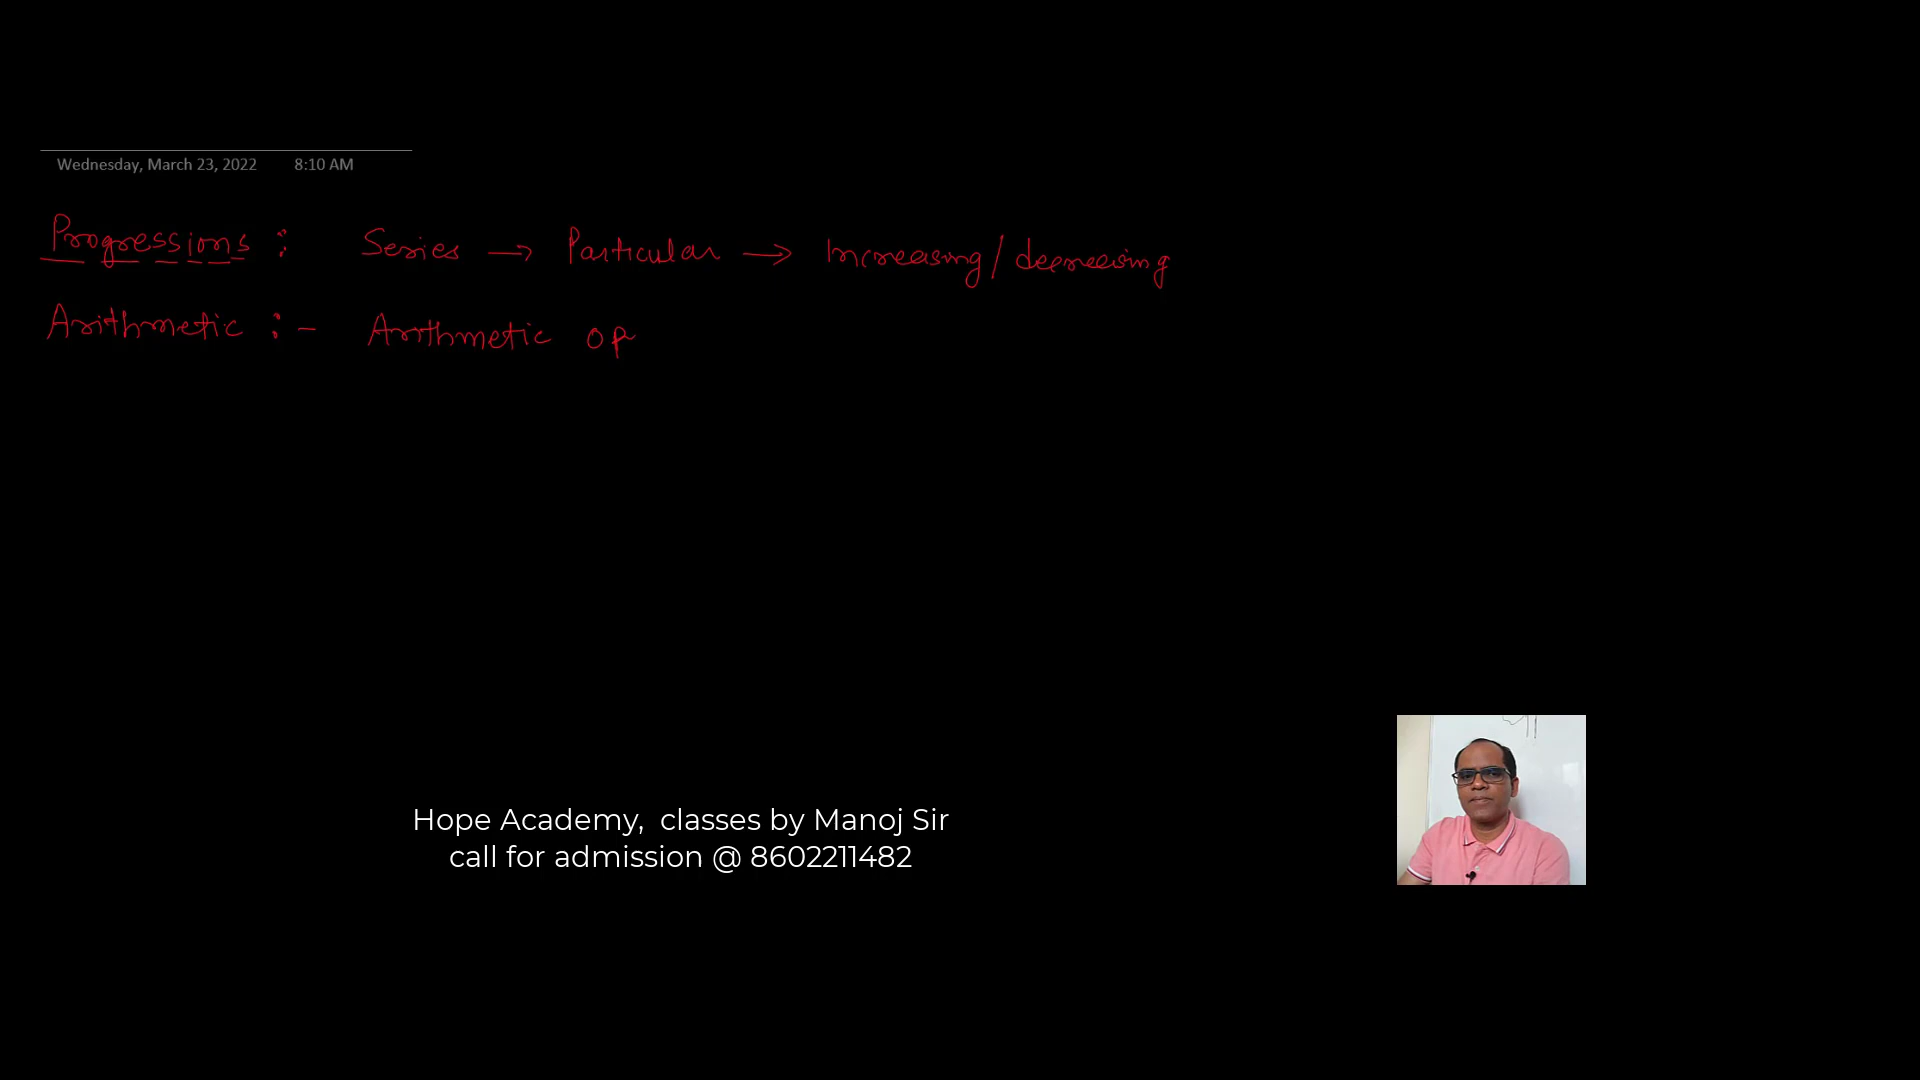 Wednesday, March 23, 2022 8:10 AM
Progressions : Series → Particular → Increasing/decreasing
Arithmetic :- Arithmetic op
Hope Academy, classes by Manoj Sir
call for admission @ 8602211482